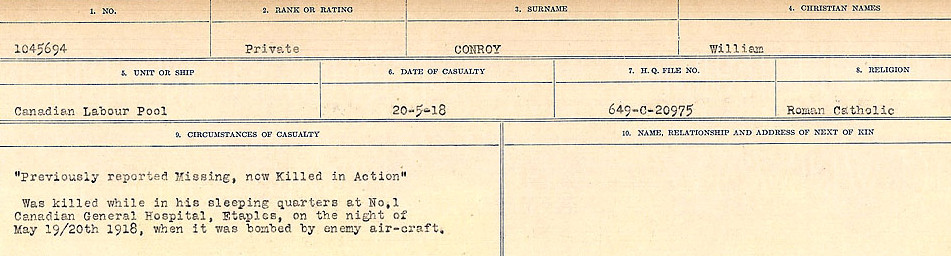 1. NO. 2. RANK OR RATING 3. SURNAME 4. CHRISTIAN NAMES
1045694 Private CONROY William
5. UNIT OR SHIP 6. DATE OF CASUALTY 7. H. Q. FILE NO. 8. RELIGION
Canadian Labour Pool 20-5-18 649-C-20975 Roman Catholic
9. CIRCUMSTANCES OF CASUALTY 10. NAME, RELATIONSHIP AND ADDRESS OF NEXT OF KIN
"Previously reported Missing, now Killed in Action"
Was killed while in his sleeping quarters at No.1
Canadian General Hospital, Etaples, on the night of
May 19/20th 1918, when it was bombed by enemy air-craft.